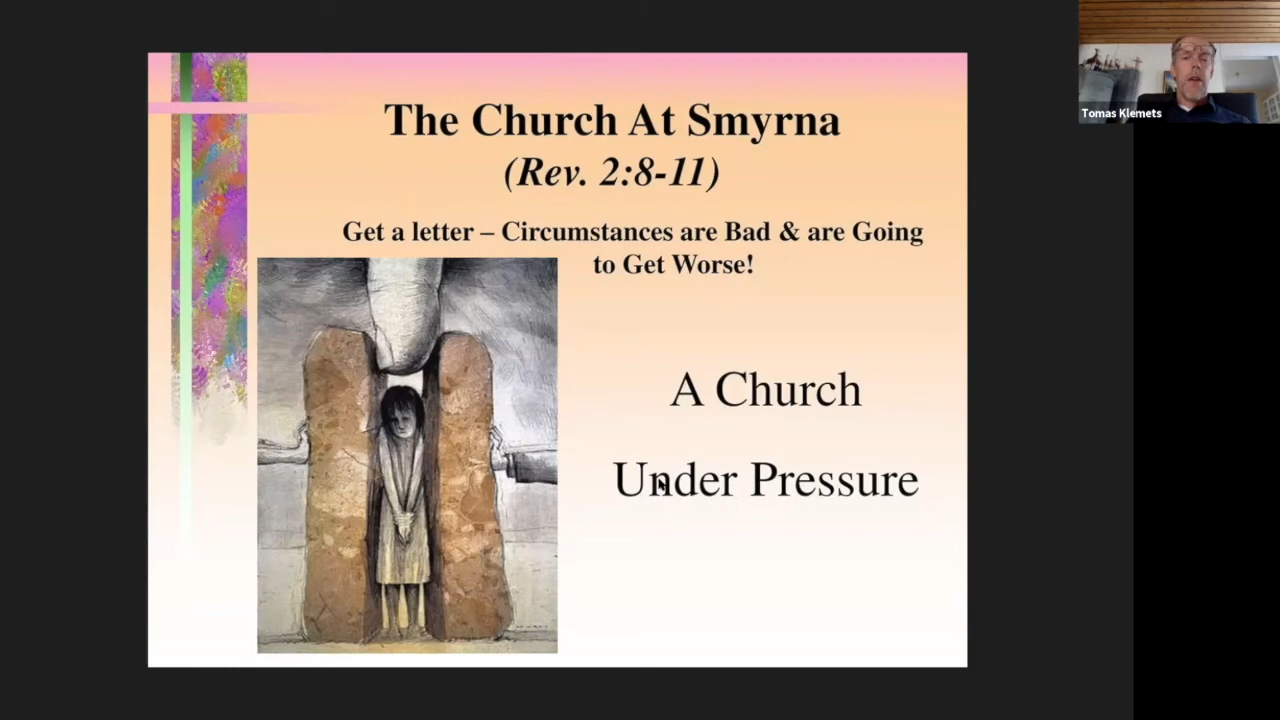 The Church At Smyrna
(Rev. 2:8-11)
Get a letter – Circumstances are Bad & are Going
to Get Worse!
A Church
Under Pressure
Tomas Klemets